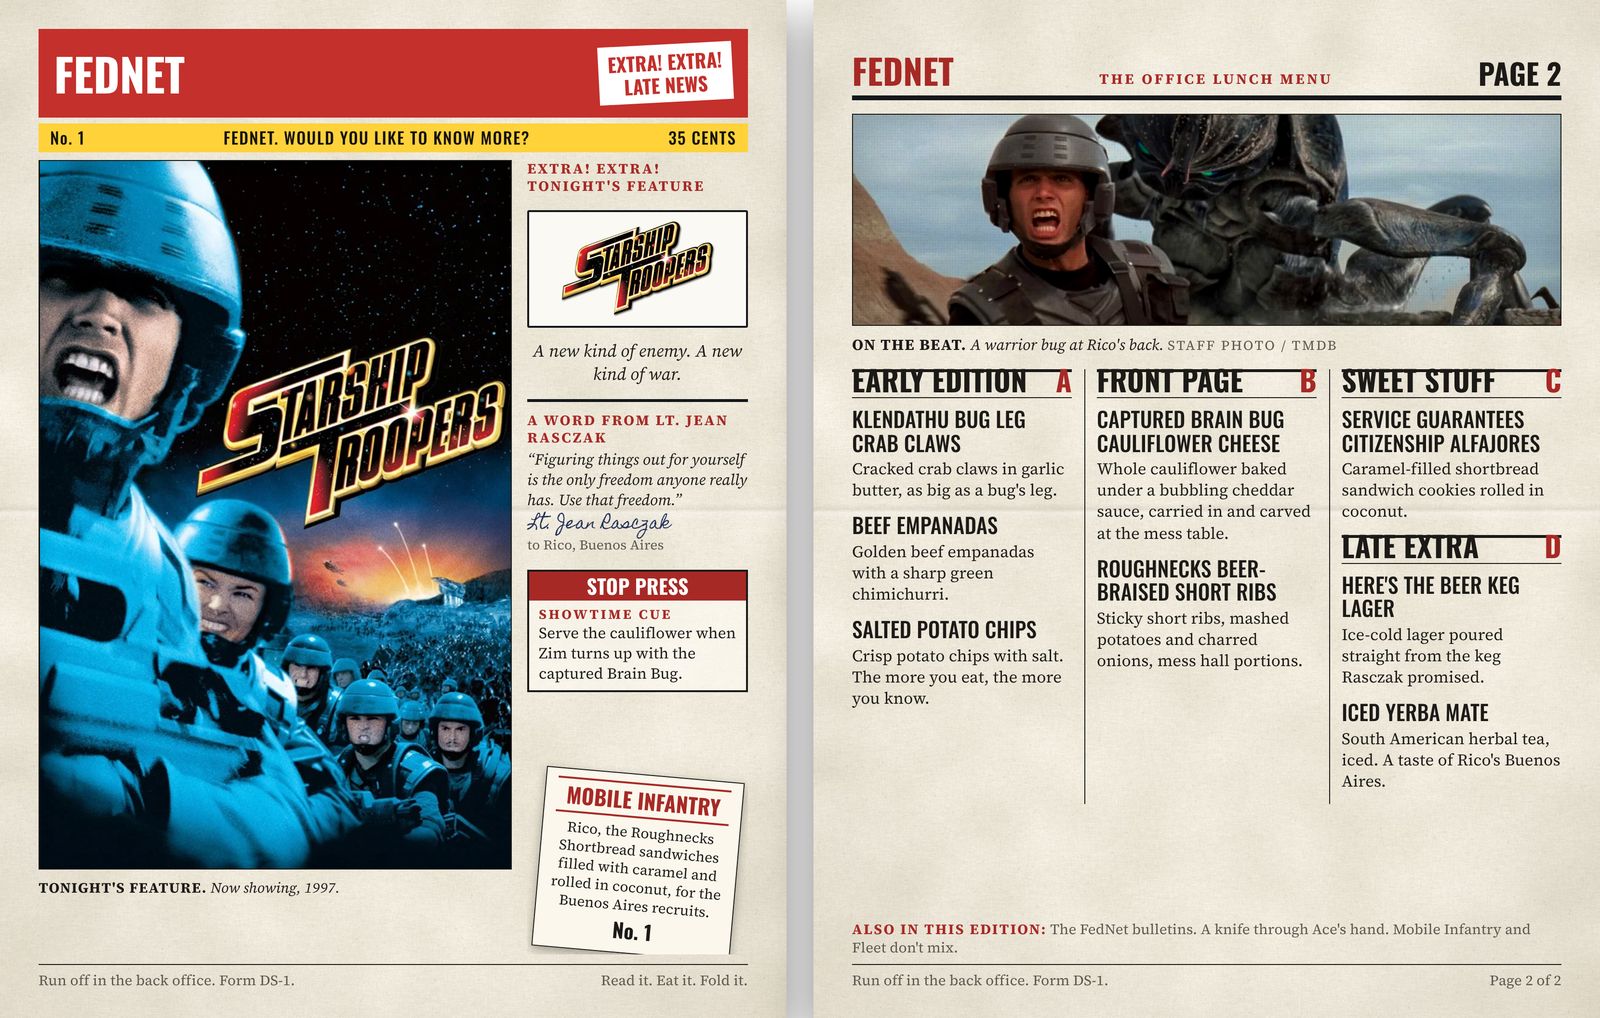 FEDNET
EXTRA! EXTRA!
LATE NEWS
No. 1
FEDNET. WOULD YOU LIKE TO KNOW MORE?
35 CENTS
STARSHIP
TROOPERS
TONIGHT'S FEATURE. Now showing, 1997.
EXTRA! EXTRA!
TONIGHT'S FEATURE
STARSHIP
TROOPERS
A new kind of enemy. A new
kind of war.
A WORD FROM LT. JEAN
RASCZAK
“Figuring things out for yourself
is the only freedom anyone really
has. Use that freedom.”
Lt. Jean Rasczak
to Rico, Buenos Aires
STOP PRESS
SHOWTIME CUE
Serve the cauliflower when
Zim turns up with the
captured Brain Bug.
MOBILE INFANTRY
Rico, the Roughnecks
Shortbread sandwiches
filled with caramel and
rolled in coconut, for the
Buenos Aires recruits.
No. 1
Run off in the back office. Form DS-1.
Read it. Eat it. Fold it.
FEDNET
THE OFFICE LUNCH MENU
PAGE 2
ON THE BEAT. A warrior bug at Rico's back. STAFF PHOTO / TMDB
EARLY EDITION A
KLENDATHU BUG LEG
CRAB CLAWS
Cracked crab claws in garlic
butter, as big as a bug's leg.
BEEF EMPANADAS
Golden beef empanadas
with a sharp green
chimichurri.
SALTED POTATO CHIPS
Crisp potato chips with salt.
The more you eat, the more
you know.
FRONT PAGE B
CAPTURED BRAIN BUG
CAULIFLOWER CHEESE
Whole cauliflower baked
under a bubbling cheddar
sauce, carried in and carved
at the mess table.
ROUGHNECKS BEER-
BRAISED SHORT RIBS
Sticky short ribs, mashed
potatoes and charred
onions, mess hall portions.
SWEET STUFF C
SERVICE GUARANTEES
CITIZENSHIP ALFAJORES
Caramel-filled shortbread
sandwich cookies rolled in
coconut.
LATE EXTRA D
HERE'S THE BEER KEG
LAGER
Ice-cold lager poured
straight from the keg
Rasczak promised.
ICED YERBA MATE
South American herbal tea,
iced. A taste of Rico's Buenos
Aires.
ALSO IN THIS EDITION: The FedNet bulletins. A knife through Ace's hand. Mobile Infantry and
Fleet don't mix.
Run off in the back office. Form DS-1.
Page 2 of 2